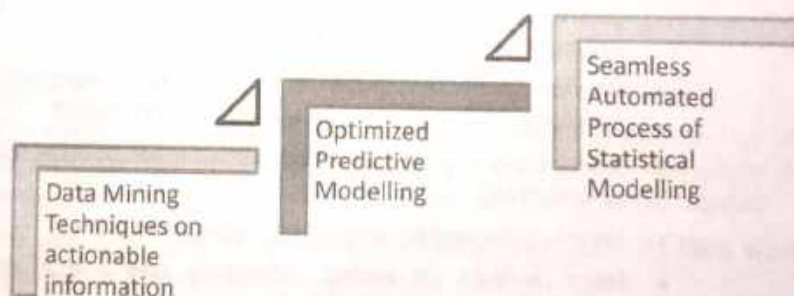 Data Mining
Techniques on
actionable
information
Optimized
Predictive
Modelling
Seamless
Automated
Process of
Statistical
Modelling